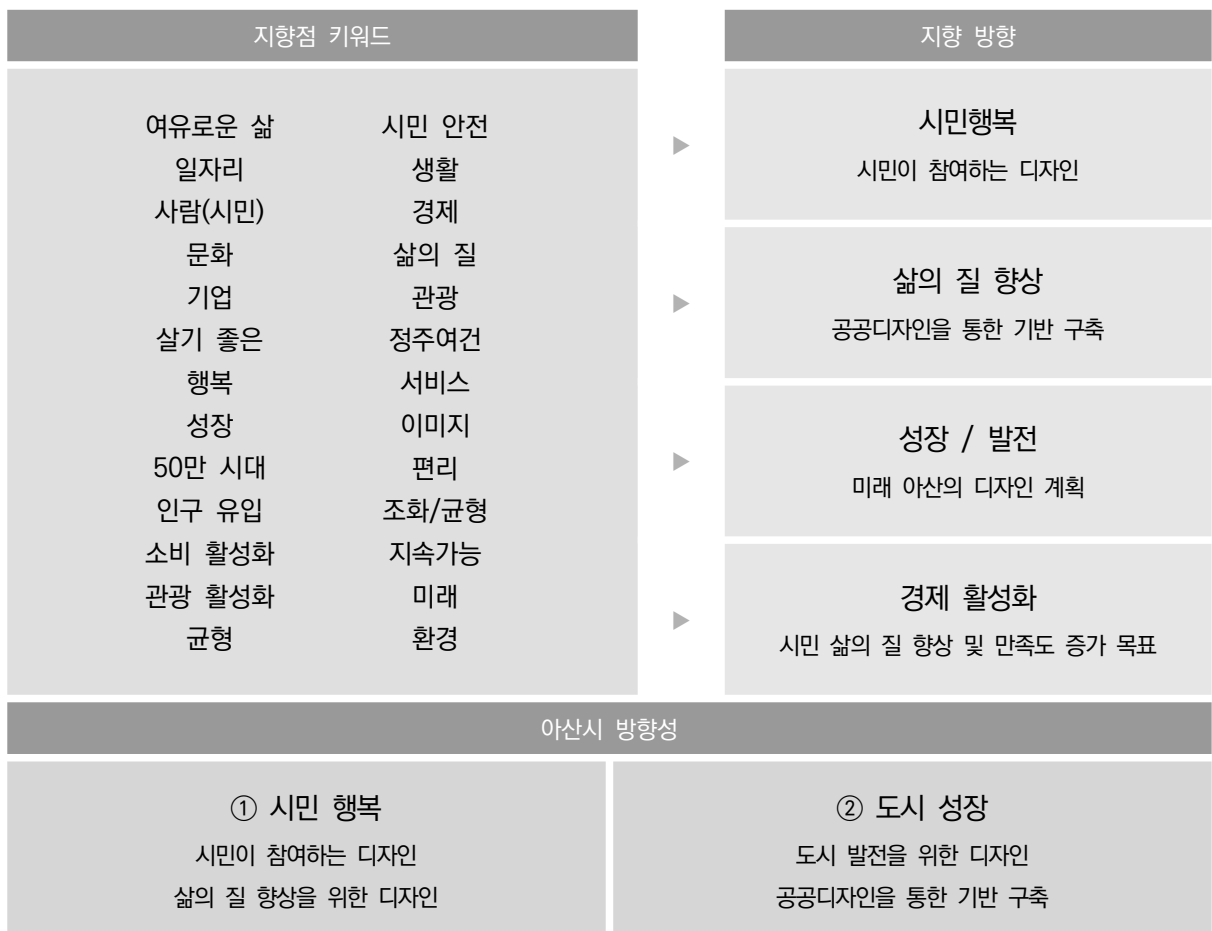 지향점 키워드
지향 방향
여유로운 삶
시민 안전
일자리
생활
사람(시민)
경제
문화
삶의 질
기업
관광
살기 좋은
정주여건
행복
서비스
성장
이미지
50만 시대
편리
인구 유입
조화/균형
소비 활성화
지속가능
관광 활성화
미래
균형
환경
시민행복
시민이 참여하는 디자인
삶의 질 향상
공공디자인을 통한 기반 구축
성장 / 발전
미래 아산의 디자인 계획
경제 활성화
시민 삶의 질 향상 및 만족도 증가 목표
아산시 방향성
① 시민 행복
시민이 참여하는 디자인
삶의 질 향상을 위한 디자인
② 도시 성장
도시 발전을 위한 디자인
공공디자인을 통한 기반 구축